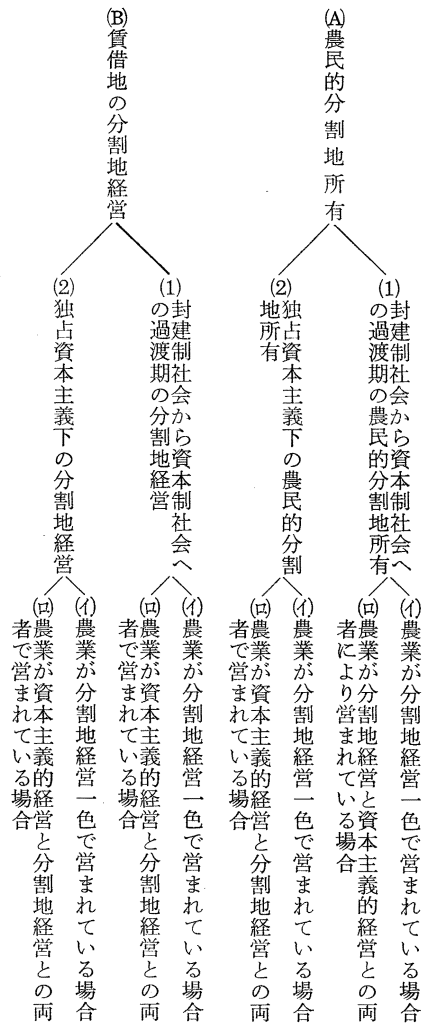 (A)農民的分割地所有
(1)封建制社会から資本制社会へ
の過渡期の農民的分割地所有
(イ)農業が分割地経営一色で営まれている場合
(ロ)農業が分割地経営と資本主義的経営との両
者により営まれている場合
(2)独占資本主義下の農民的分割
地所有
(イ)農業が分割地経営一色で営まれている場合
(ロ)農業が資本主義的経営と分割地経営との両
者で営まれている場合
(B)賃借地の分割地経営
(1)封建制社会から資本制社会へ
の過渡期の分割地経営
(イ)農業が分割地経営一色で営まれている場合
(ロ)農業が資本主義的経営と分割地経営との両
者で営まれている場合
(2)独占資本主義下の分割地経営
(イ)農業が分割地経営一色で営まれている場合
(ロ)農業が資本主義的経営と分割地経営との両
者で営まれている場合